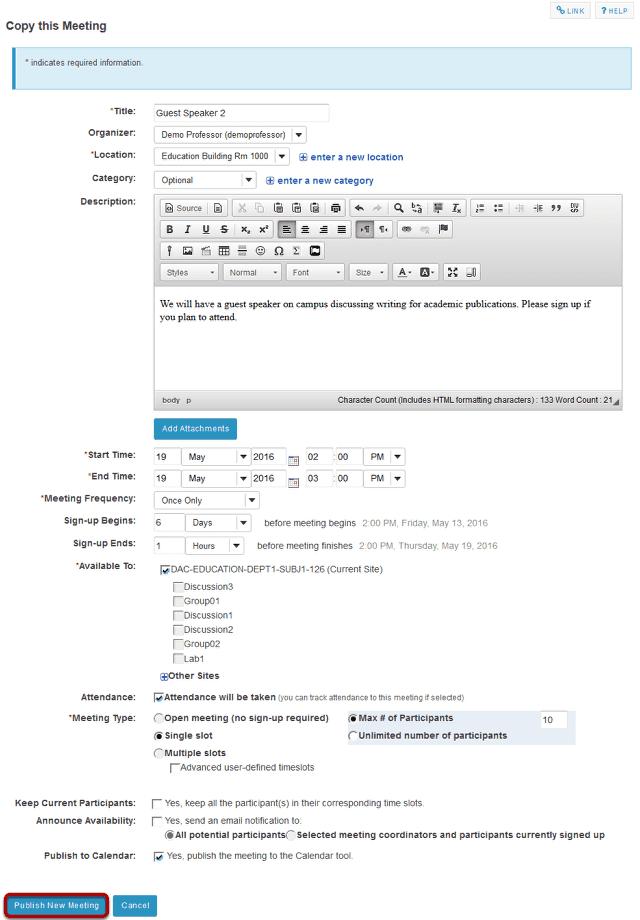 LINK ? HELP
Copy this Meeting
* indicates required information.
*Title: Guest Speaker 2
Organizer: Demo Professor (demoprofessor)
*Location: Education Building Rm 1000 enter a new location
Category: Optional enter a new category
Description: Source
B I U S x₂ x²
Styles Normal Font Size A A
We will have a guest speaker on campus discussing writing for academic publications. Please sign up if
you plan to attend.
body p Character Count (Includes HTML formatting characters) : 133 Word Count : 21
Add Attachments
*Start Time: 19 May 2016 02 : 00 PM
*End Time: 19 May 2016 03 : 00 PM
*Meeting Frequency: Once Only
Sign-up Begins: 6 Days before meeting begins 2:00 PM, Friday, May 13, 2016
Sign-up Ends: 1 Hours before meeting finishes 2:00 PM, Thursday, May 19, 2016
*Available To: DAC-EDUCATION-DEPT1-SUBJ1-126 (Current Site)
Discussion3
Group01
Discussion1
Discussion2
Group02
Lab1
Other Sites
Attendance: Attendance will be taken (you can track attendance to this meeting if selected)
*Meeting Type: Open meeting (no sign-up required) Max # of Participants 10
Single slot Unlimited number of participants
Multiple slots
Advanced user-defined timeslots
Keep Current Participants: Yes, keep all the participant(s) in their corresponding time slots.
Announce Availability: Yes, send an email notification to:
All potential participants Selected meeting coordinators and participants currently signed up
Publish to Calendar: Yes, publish the meeting to the Calendar tool.
Publish New Meeting Cancel